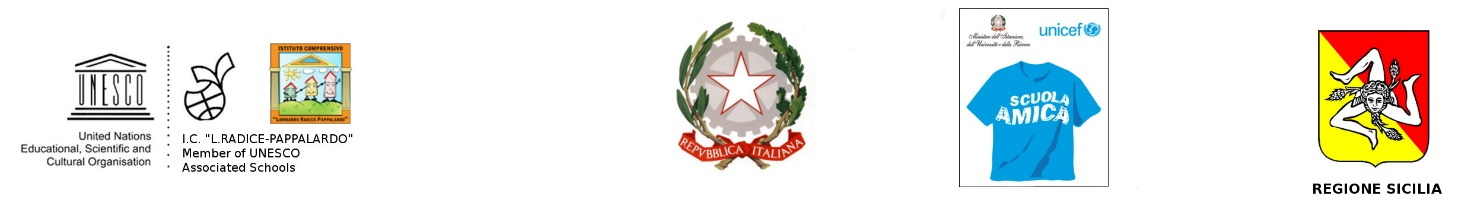 UNESCO
United Nations
Educational, Scientific and
Cultural Organisation
ISTITUTO COMPRENSIVO
"LOMBARDO RADICE-PAPPALARDO"
I.C. "L.RADICE-PAPPALARDO"
Member of UNESCO
Associated Schools
REPVBBLICA ITALIANA
Ministero dell'Istruzione,
dell'Università e della Ricerca
unicef
SCUOLA
AMICA
REGIONE SICILIA